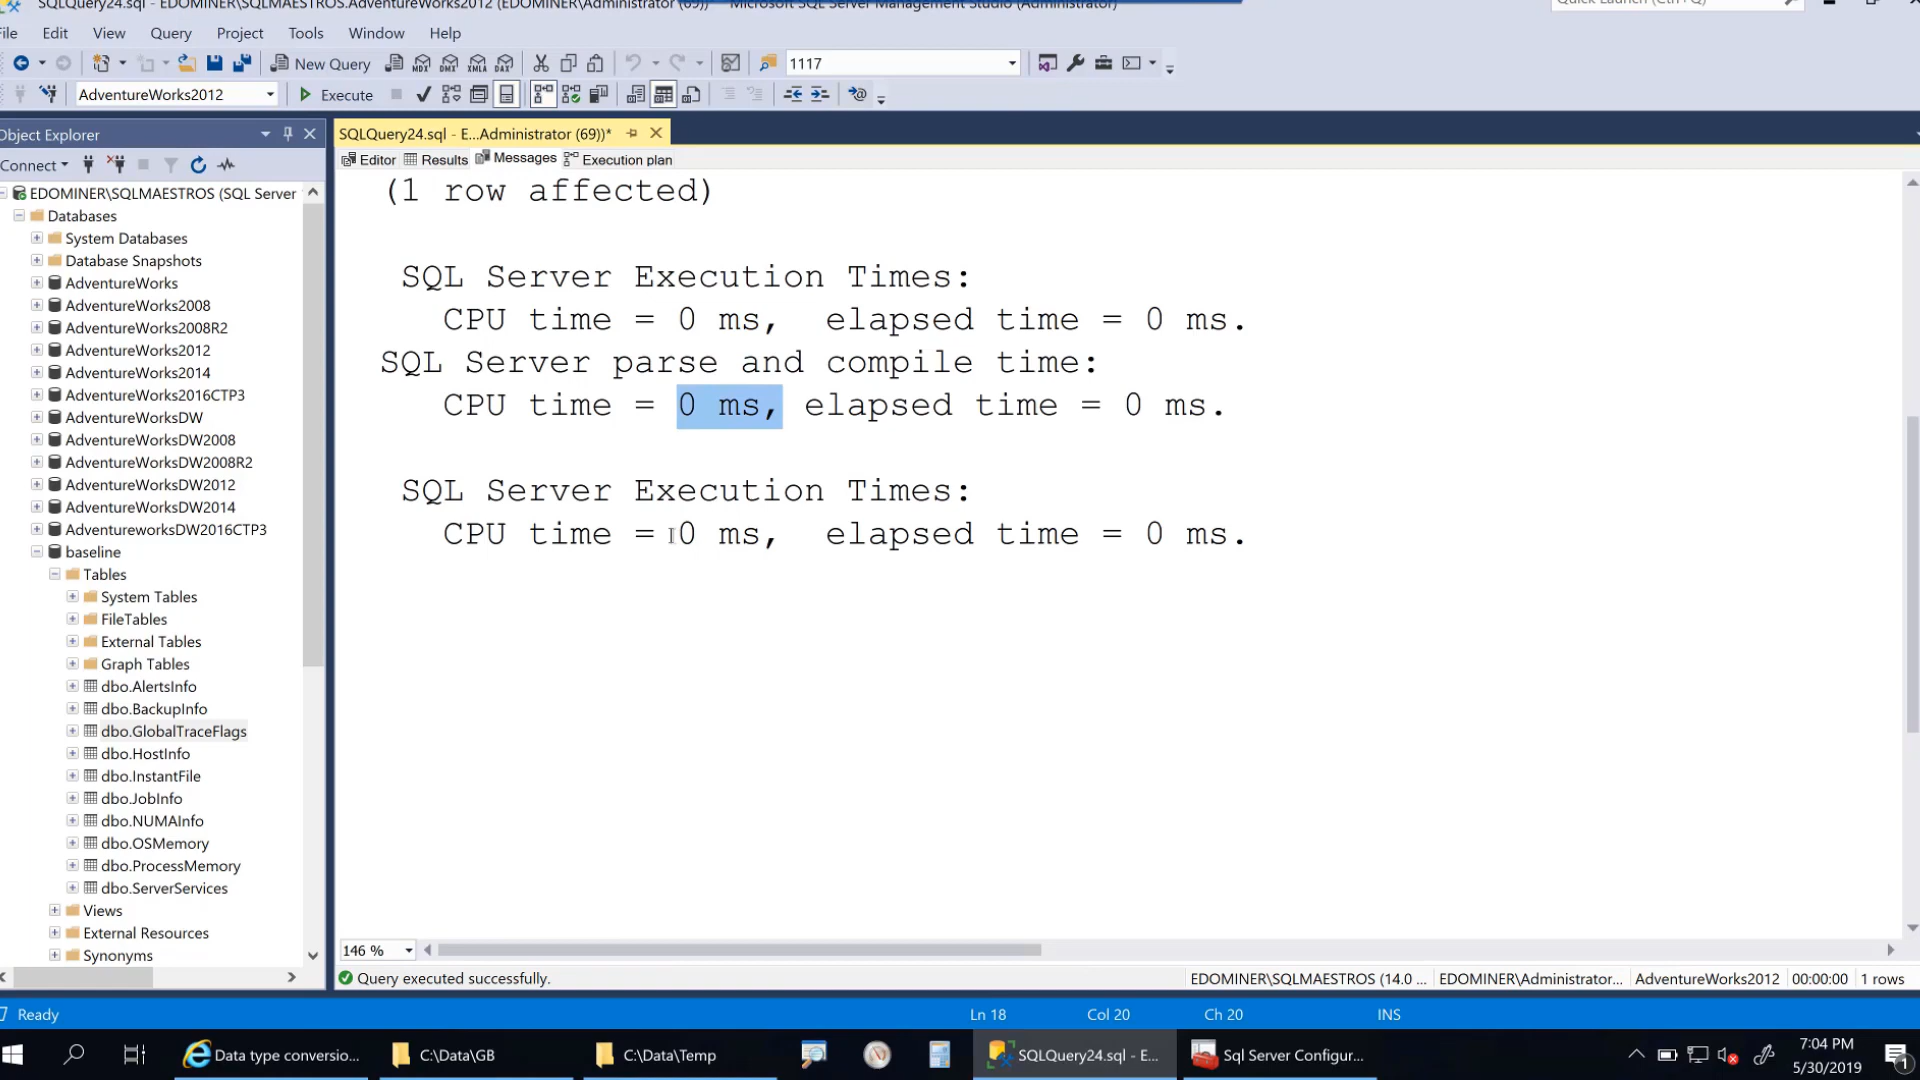 SQLQuery24.sql - EDOMINER\SQLMAESTROS.AdventureWorks2012 (EDOMINER\Administrator (69))* - Microsoft SQL Server Management Studio (Administrator)
Quick Launch (Ctrl+Q)
File Edit View Query Project Tools Window Help
New Query MDX DMX XMLA DAX 1117
AdventureWorks2012 Execute
Object Explorer
SQLQuery24.sql - E...Administrator (69))*
Connect
Editor Results Messages Execution plan
EDOMINER\SQLMAESTROS (SQL Server
Databases
System Databases
Database Snapshots
AdventureWorks
AdventureWorks2008
AdventureWorks2008R2
AdventureWorks2012
AdventureWorks2014
AdventureWorks2016CTP3
AdventureWorksDW
AdventureWorksDW2008
AdventureWorksDW2008R2
AdventureWorksDW2012
AdventureWorksDW2014
AdventureworksDW2016CTP3
baseline
Tables
System Tables
FileTables
External Tables
Graph Tables
dbo.AlertsInfo
dbo.BackupInfo
dbo.GlobalTraceFlags
dbo.HostInfo
dbo.InstantFile
dbo.JobInfo
dbo.NUMAInfo
dbo.OSMemory
dbo.ProcessMemory
dbo.ServerServices
Views
External Resources
Synonyms
(1 row affected)
SQL Server Execution Times:
CPU time = 0 ms, elapsed time = 0 ms.
SQL Server parse and compile time:
CPU time = 0 ms, elapsed time = 0 ms.
SQL Server Execution Times:
CPU time = 0 ms, elapsed time = 0 ms.
146 %
Query executed successfully. EDOMINER\SQLMAESTROS (14.0 ... EDOMINER\Administrator... AdventureWorks2012 00:00:00 1 rows
Ready Ln 18 Col 20 Ch 20 INS
Data type conversio... C:\Data\GB C:\Data\Temp SQLQuery24.sql - E... Sql Server Configur...
7:04 PM
5/30/2019
1